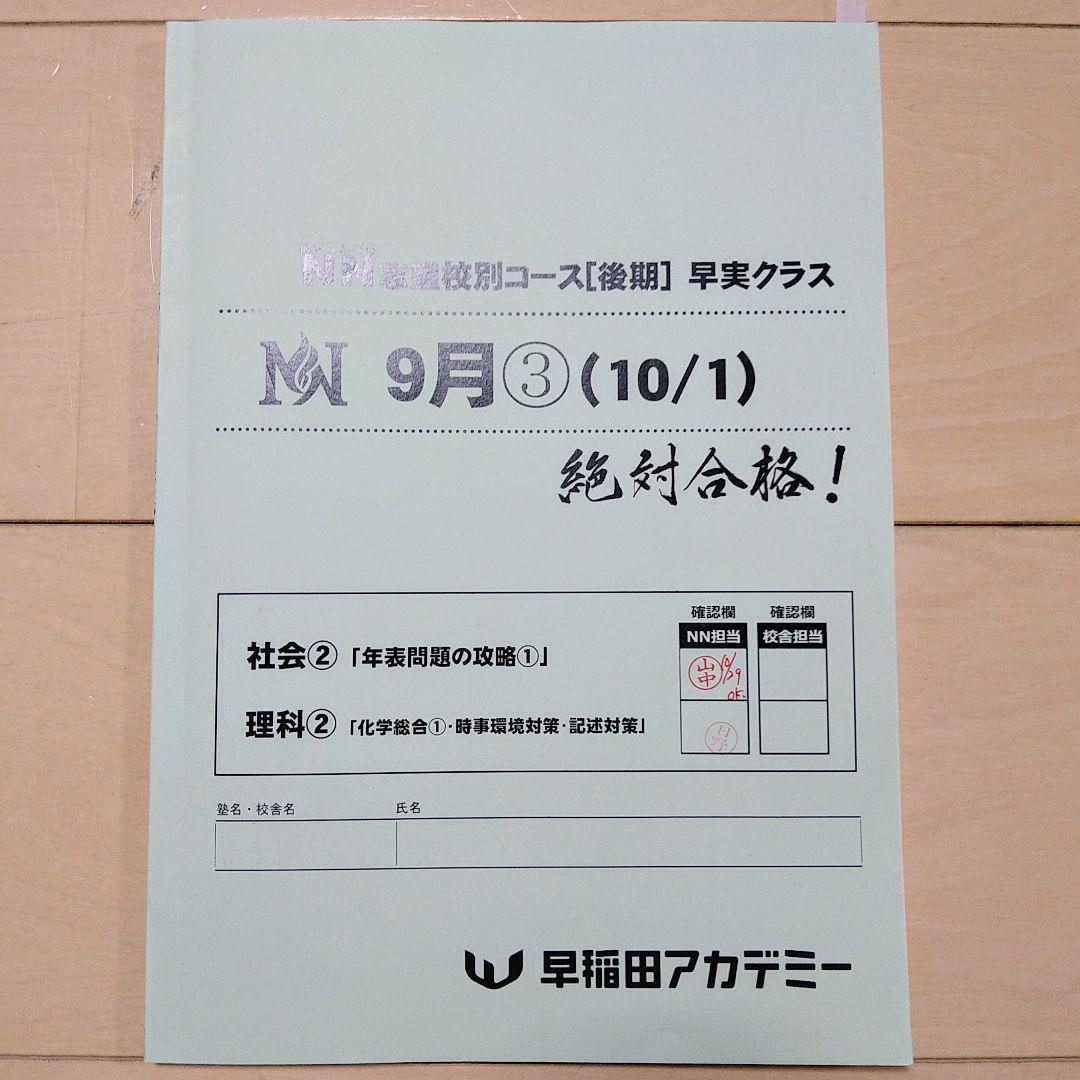 NN志望校別コース[後期] 早実クラス
NN 9月③(10/1)
絶対合格!
確認欄 確認欄
NN担当 校舎担当
社会② 「年表問題の攻略①」
山中 10/29 OK
理科② 「化学総合①・時事環境対策・記述対策」
塾名・校舎名 氏名
早稲田アカデミー